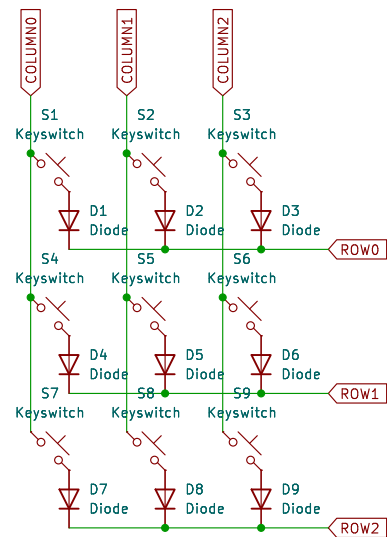 COLUMN0
COLUMN1
COLUMN2
S1
Keyswitch
S2
Keyswitch
S3
Keyswitch
D1
Diode
D2
Diode
D3
Diode
ROW0
S4
Keyswitch
S5
Keyswitch
S6
Keyswitch
D4
Diode
D5
Diode
D6
Diode
ROW1
S7
Keyswitch
S8
Keyswitch
S9
Keyswitch
D7
Diode
D8
Diode
D9
Diode
ROW2